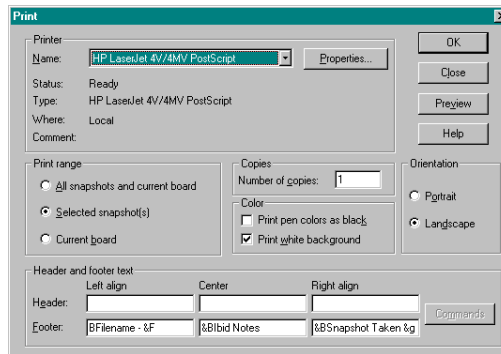 Print
Printer
Name: HP LaserJet 4V/4MV PostScript Properties...
Status: Ready
Type: HP LaserJet 4V/4MV PostScript
Where: Local
Comment:
OK
Close
Preview
Help
Print range
All snapshots and current board
Selected snapshot(s)
Current board
Copies
Number of copies: 1
Color
Print pen colors as black
Print white background
Orientation
Portrait
Landscape
Header and footer text
Left align Center Right align
Header:
Footer: BFilename - &F &BIbid Notes &BSnapshot Taken &g
Commands